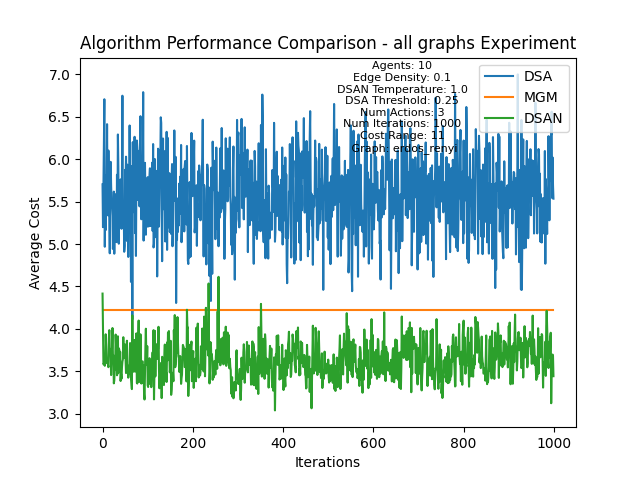 Algorithm Performance Comparison - all graphs Experiment
Agents: 10
Edge Density: 0.1
DSAN Temperature: 1.0
DSA Threshold: 0.25
Num Actions: 3
Num Iterations: 1000
Cost Range: 11
Graph: erdos_renyi
DSA
MGM
DSAN
Average Cost
7.0
6.5
6.0
5.5
5.0
4.5
4.0
3.5
3.0
0
200
400
600
800
1000
Iterations